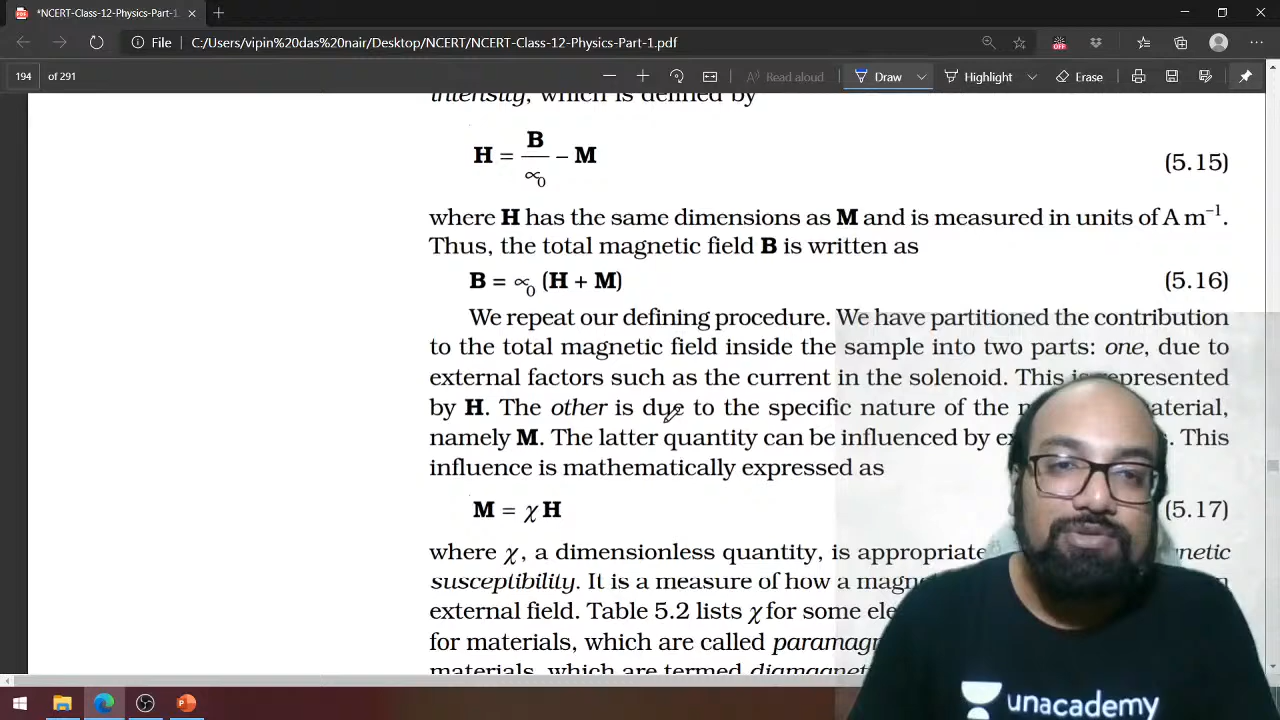 *NCERT-Class-12-Physics-Part-1
File C:/Users/vipin%20das%20nair/Desktop/NCERT/NCERT-Class-12-Physics-Part-1.pdf
OFF
194 of 291 Read aloud Draw Highlight Erase
intensity, which is defined by
H = B/∝0 – M (5.15)
where H has the same dimensions as M and is measured in units of A m–1.
Thus, the total magnetic field B is written as
B = ∝0 (H + M) (5.16)
We repeat our defining procedure. We have partitioned the contribution
to the total magnetic field inside the sample into two parts: one, due to
external factors such as the current in the solenoid. This is represented
by H. The other is due to the specific nature of the
namely M. The latter quantity can be influenced by This
influence is mathematically expressed as
M = χ H (5.17)
where χ, a dimensionless quantity, is
susceptibility. It is a measure of how a
external field. Table 5.2 lists χ for some
for materials, which are called
materials, which are termed
unacademy